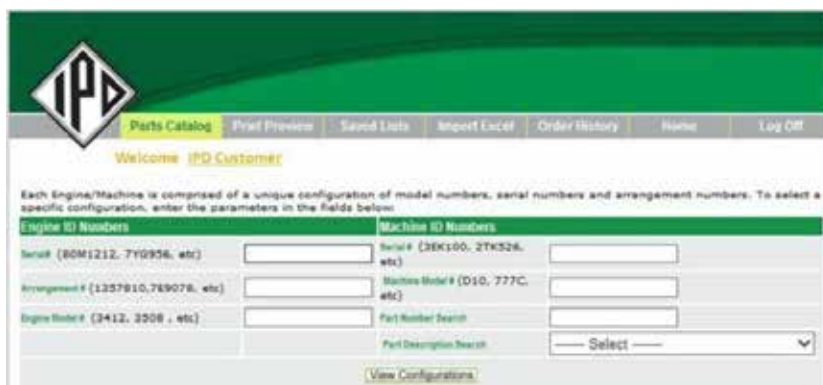 IPD
Parts Catalog Print Preview Saved Lists Import Excel Order History Home Log Off
Welcome IPD Customer
Each Engine/Machine is comprised of a unique configuration of model numbers, serial numbers and arrangement numbers. To select a
specific configuration, enter the parameters in the fields below:
Engine ID Numbers Machine ID Numbers
Serial# (80M1212, 7YG956, etc) Serial# (3EK100, 2TK526,
etc)
Arrangement # (1357810,7E9078, etc) Machine Model # (D10, 777C,
etc)
Engine Model # (3412, 3508 , etc) Part Number Search
Part Description Search ------ Select ------
View Configurations